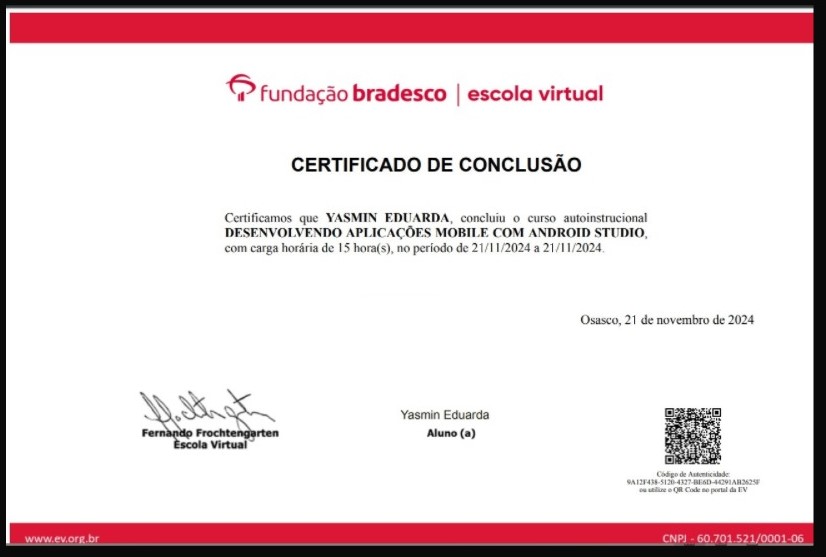 fundação bradesco | escola virtual
CERTIFICADO DE CONCLUSÃO
Certificamos que YASMIN EDUARDA, concluiu o curso autoinstrucional
DESENVOLVENDO APLICAÇÕES MOBILE COM ANDROID STUDIO,
com carga horária de 15 hora(s), no período de 21/11/2024 a 21/11/2024.
Osasco, 21 de novembro de 2024
Fernando Frochtengarten
Escola Virtual
Yasmin Eduarda
Aluno (a)
Código de Autenticidade:
9A12F438-5120-4327-BE6D-44291AB2625F
ou utilize o QR Code no portal da EV
www.ev.org.br
CNPJ - 60.701.521/0001-06